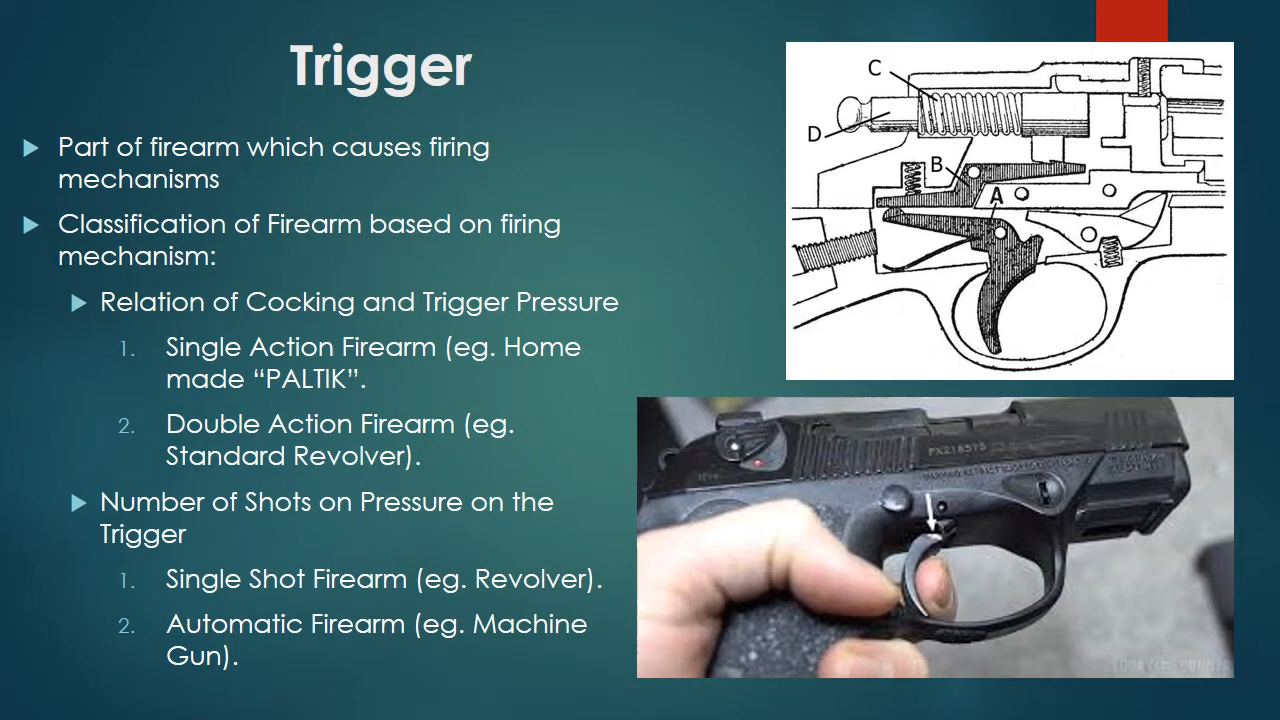 Trigger
Part of firearm which causes firing
mechanisms
Classification of Firearm based on firing
mechanism:
Relation of Cocking and Trigger Pressure
1. Single Action Firearm (eg. Home
made “PALTIK”.
2. Double Action Firearm (eg.
Standard Revolver).
Number of Shots on Pressure on the
Trigger
1. Single Shot Firearm (eg. Revolver).
2. Automatic Firearm (eg. Machine
Gun).
C
D
B
A